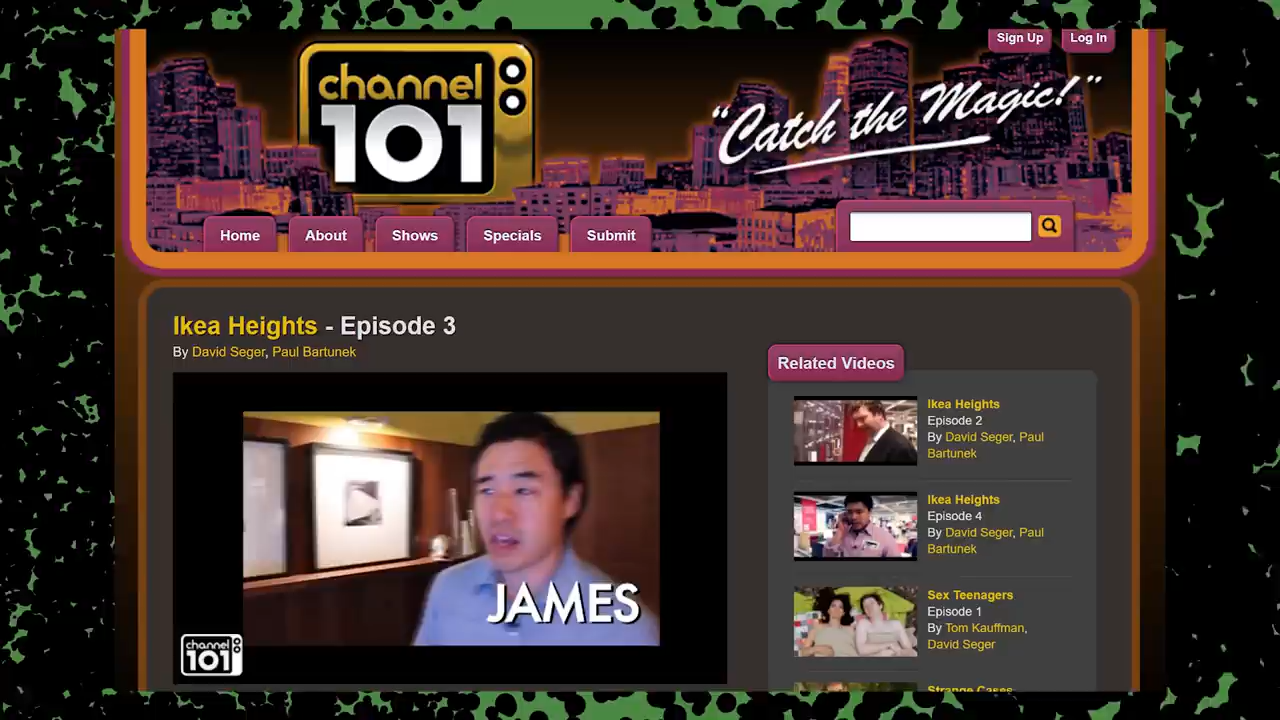 Sign Up
Log In
channel
101
"Catch the Magic!"
Home
About
Shows
Specials
Submit
Ikea Heights - Episode 3
By David Seger, Paul Bartunek
JAMES
channel
101
Related Videos
Ikea Heights
Episode 2
By David Seger, Paul
Bartunek
Ikea Heights
Episode 4
By David Seger, Paul
Bartunek
Sex Teenagers
Episode 1
By Tom Kauffman,
David Seger
Strange Cases